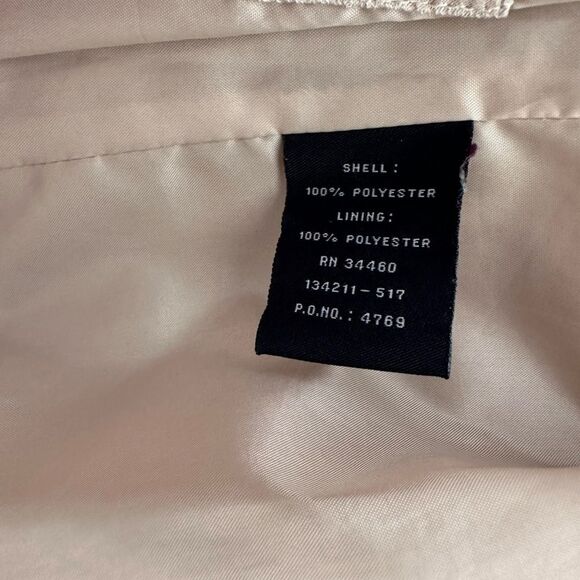 SHELL:
100% POLYESTER
LINING:
100% POLYESTER
RN 34460
134211-517
P.O.NO.: 4769